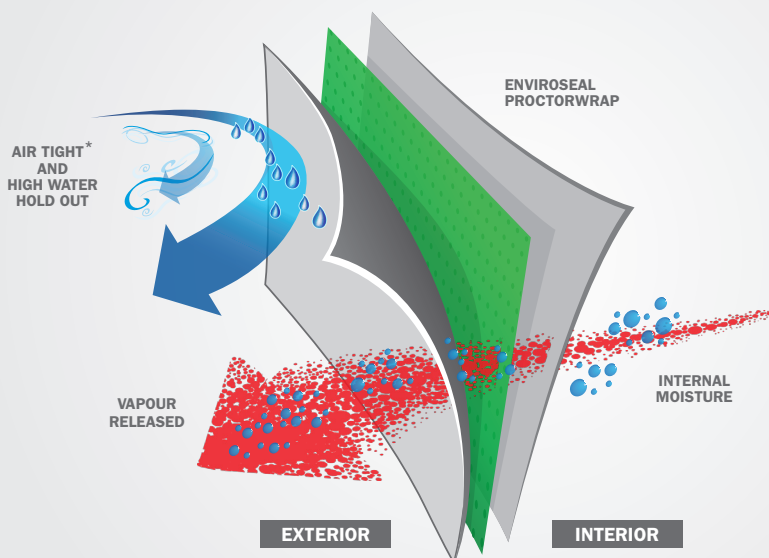 ENVIROSEAL
PROCTORWRAP
AIR TIGHT*
AND
HIGH WATER
HOLD OUT
INTERNAL
MOISTURE
VAPOUR
RELEASED
EXTERIOR
INTERIOR